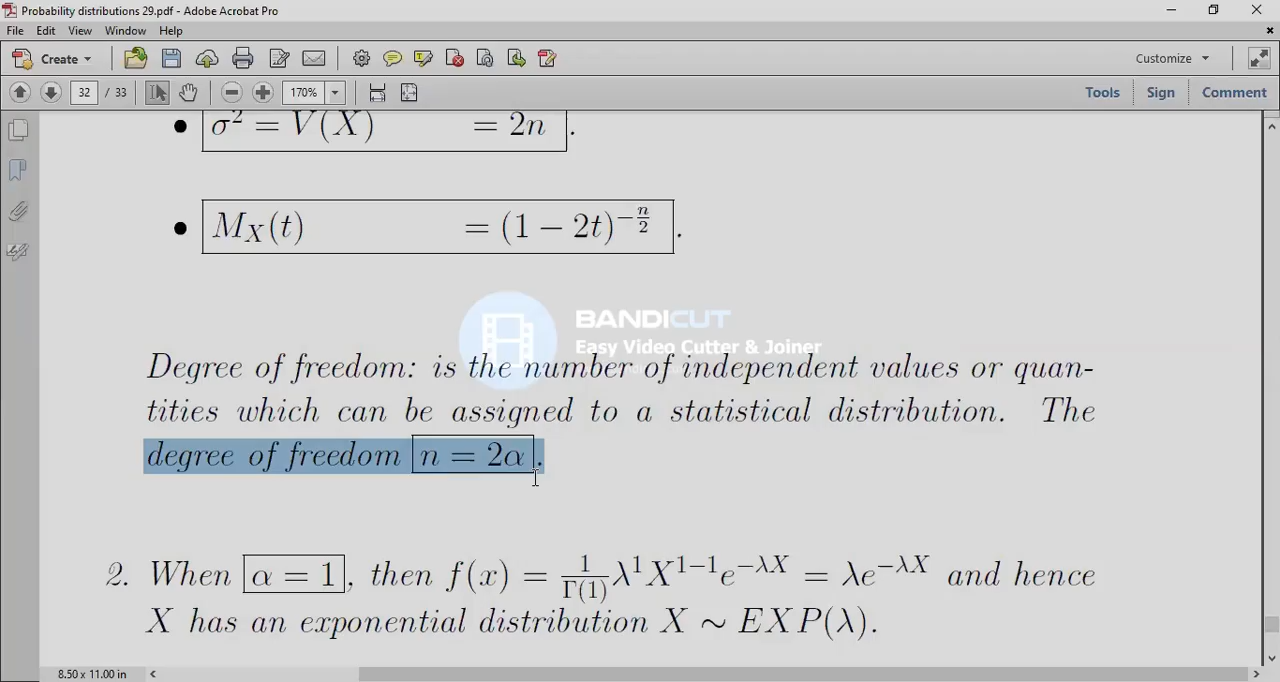 Probability distributions 29.pdf - Adobe Acrobat Pro
File Edit View Window Help
Create Customize
32 / 33 170% Tools Sign Comment
• σ² = V(X) = 2n .
• M_X(t) = (1 − 2t)^{−n/2} .
BANDICUT
Easy Video Cutter & Joiner
Degree of freedom: is the number of independent values or quan-
tities which can be assigned to a statistical distribution. The
degree of freedom n = 2α .
2. When α = 1 , then f(x) = 1/Γ(1) λ¹X^{1−1}e^{−λX} = λe^{−λX} and hence
X has an exponential distribution X ∼ EXP(λ).
8.50 x 11.00 in